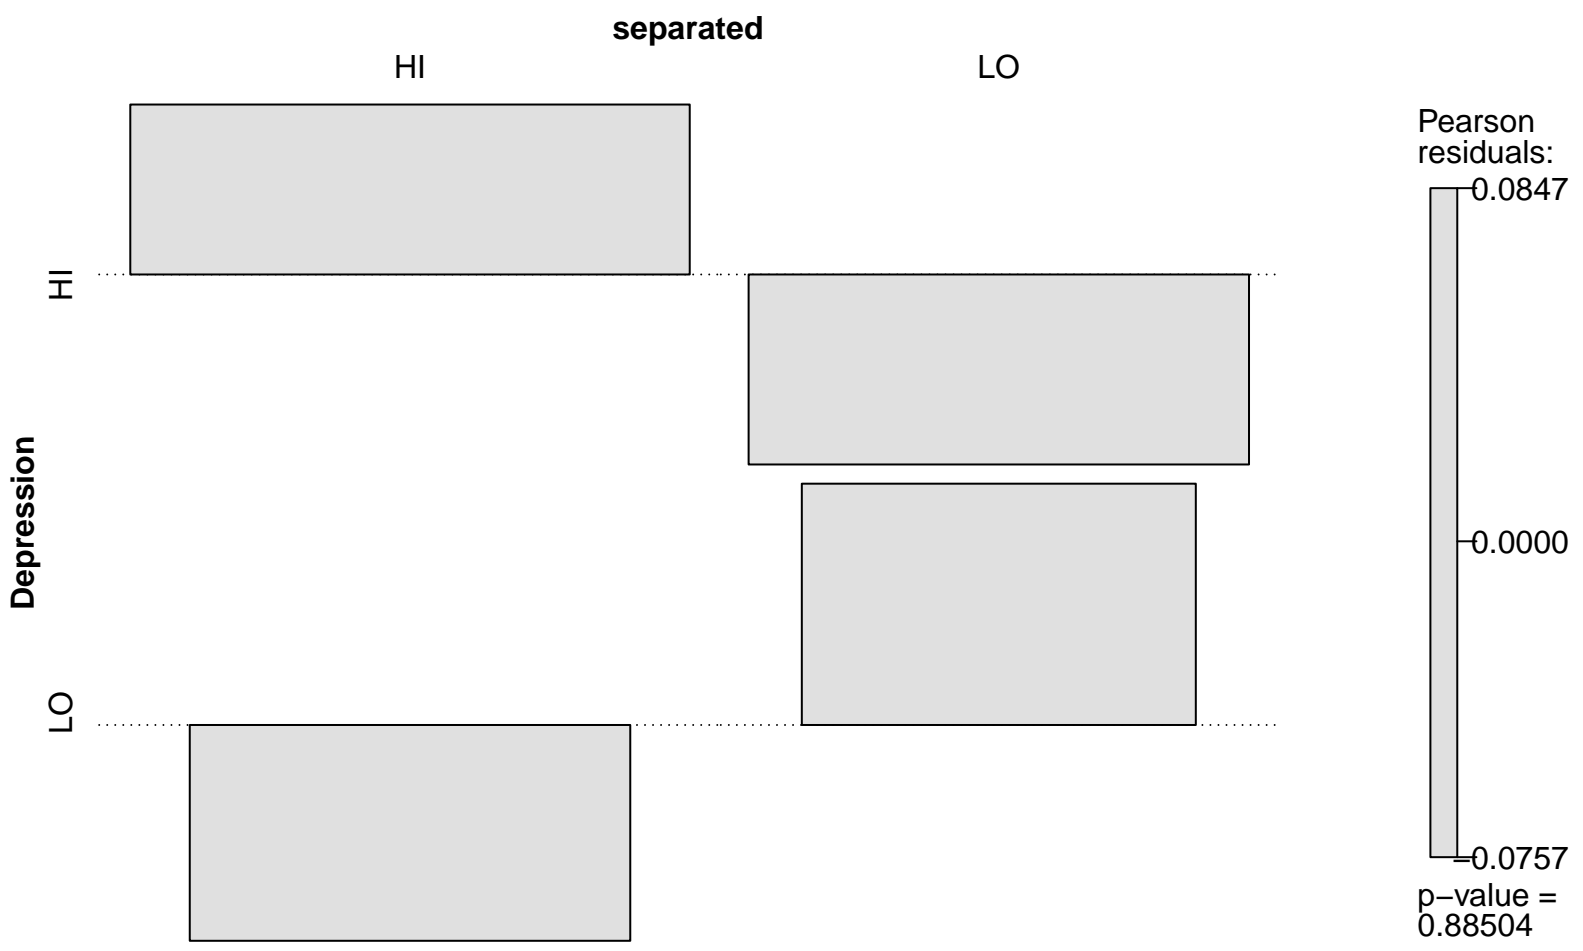 separated
HI
LO
Pearson
residuals:
0.0847
HI
Depression
0.0000
LO
−0.0757
p−value =
0.88504